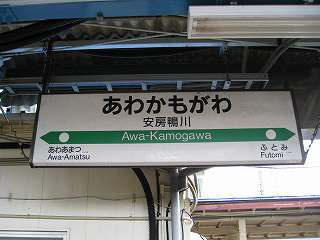 あわかもがわ
安房鴨川
Awa-Kamogawa
あわあまつ
Awa-Amatsu
ふとみ
Futomi